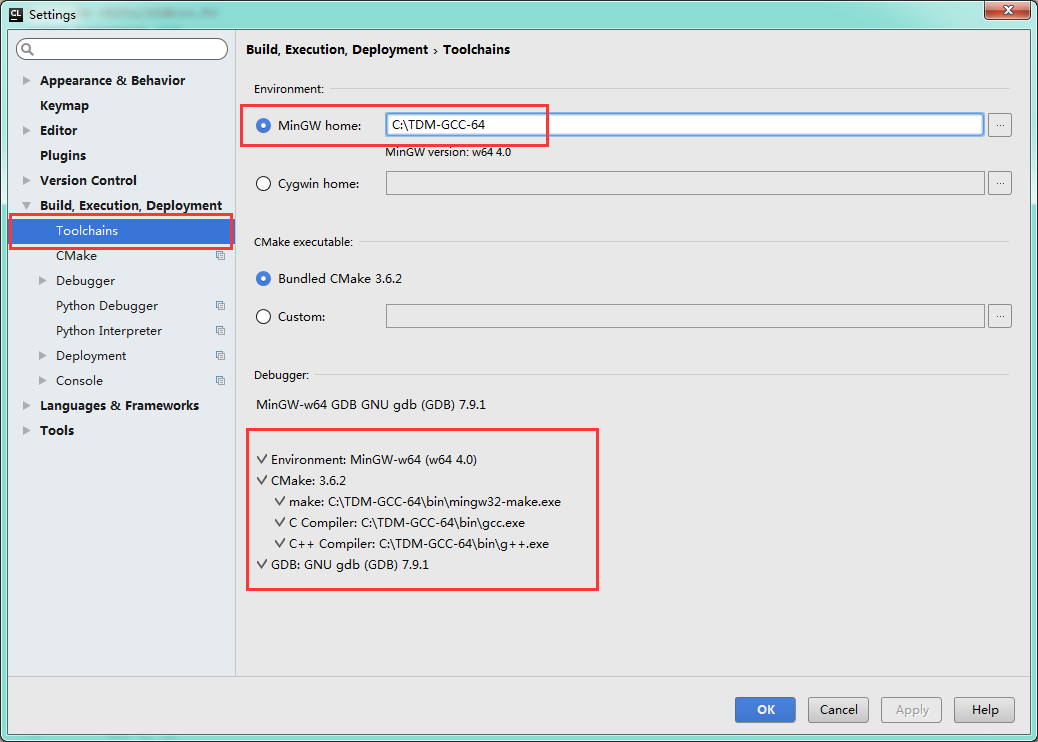 CL Settings
Appearance & Behavior
Keymap
Editor
Plugins
Version Control
Build, Execution, Deployment
Toolchains
CMake
Debugger
Python Debugger
Python Interpreter
Deployment
Console
Languages & Frameworks
Tools
Build, Execution, Deployment › Toolchains
Environment:
MinGW home: C:\TDM-GCC-64 ...
MinGW version: w64 4.0
Cygwin home: ...
CMake executable:
Bundled CMake 3.6.2
Custom: ...
Debugger:
MinGW-w64 GDB GNU gdb (GDB) 7.9.1
Environment: MinGW-w64 (w64 4.0)
CMake: 3.6.2
make: C:\TDM-GCC-64\bin\mingw32-make.exe
C Compiler: C:\TDM-GCC-64\bin\gcc.exe
C++ Compiler: C:\TDM-GCC-64\bin\g++.exe
GDB: GNU gdb (GDB) 7.9.1
OK Cancel Apply Help